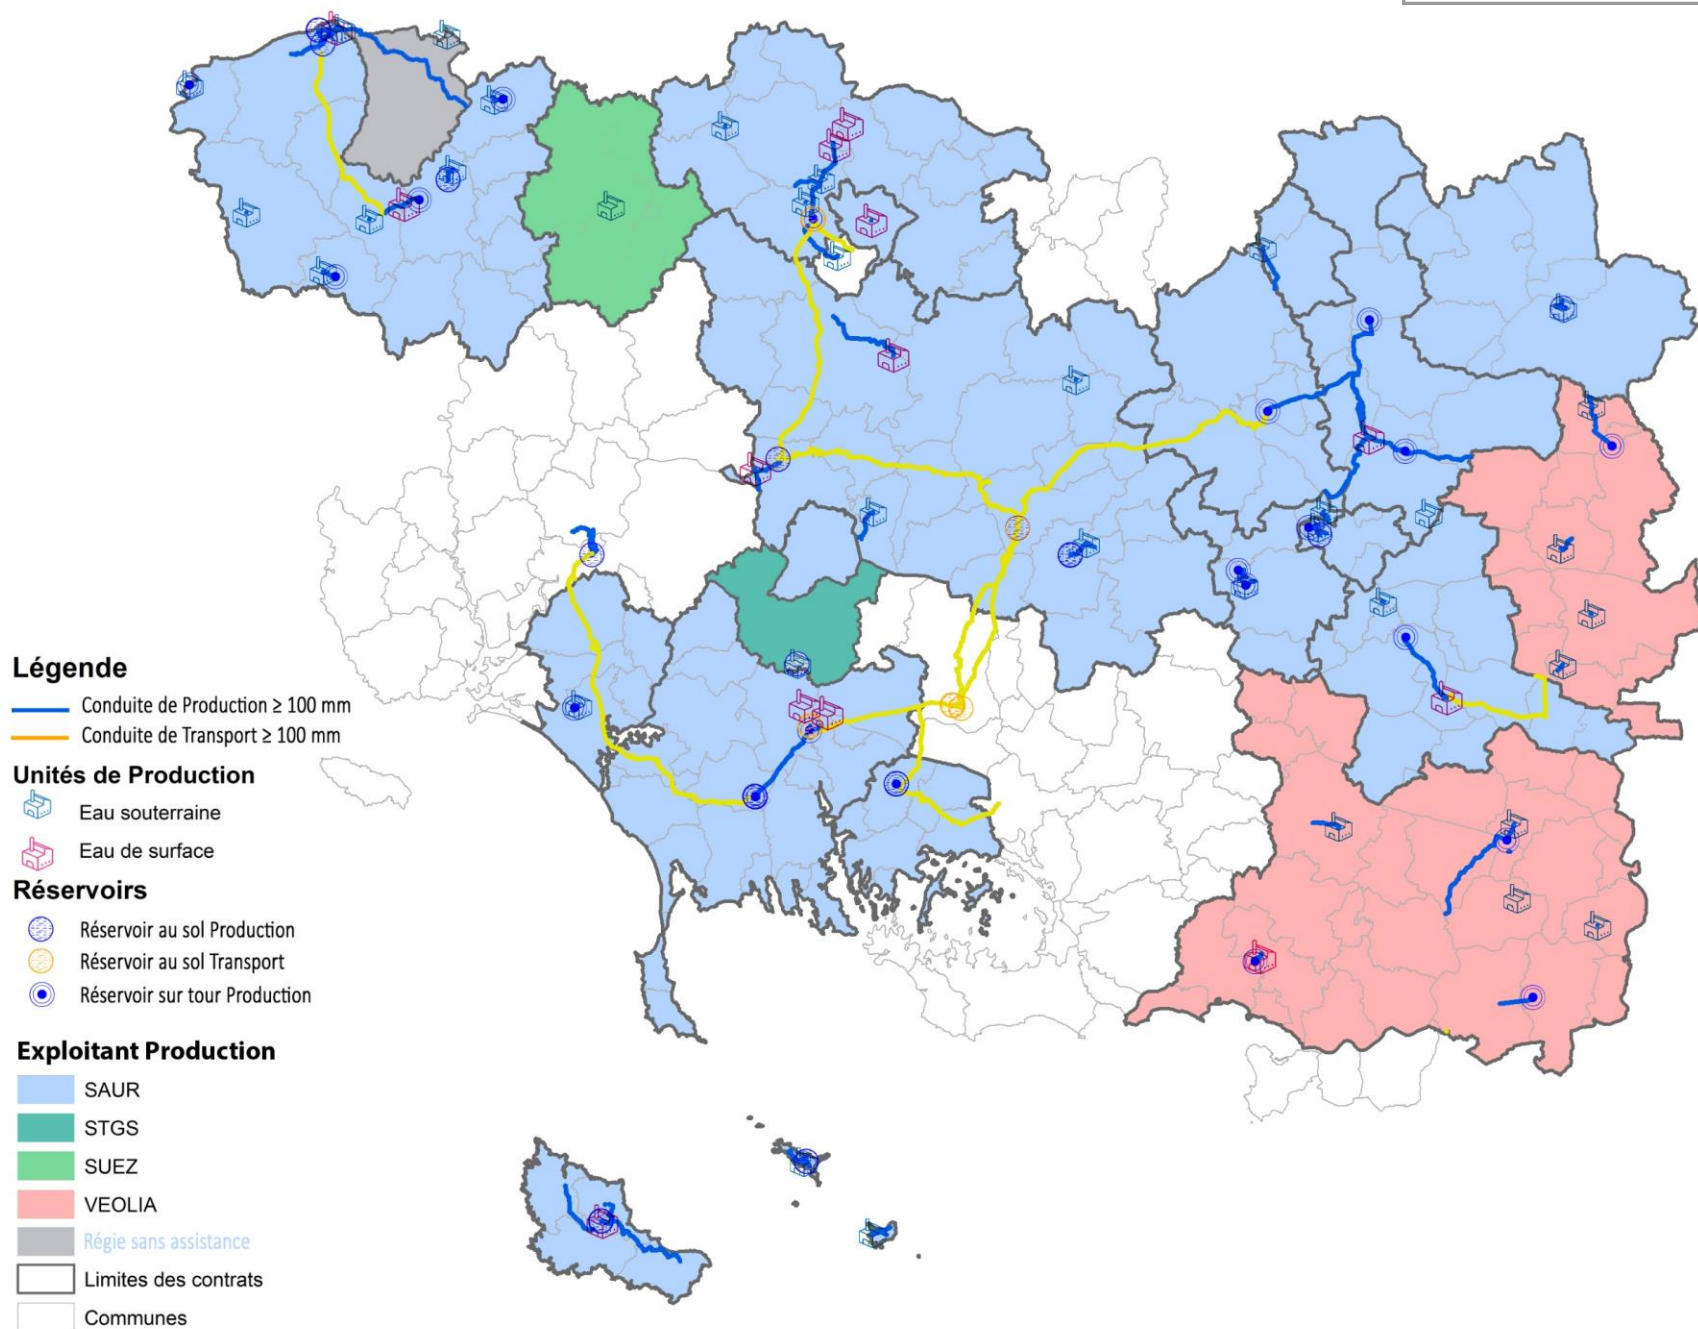 Légende
Conduite de Production ≥ 100 mm
Conduite de Transport ≥ 100 mm
Unités de Production
Eau souterraine
Eau de surface
Réservoirs
Réservoir au sol Production
Réservoir au sol Transport
Réservoir sur tour Production
Exploitant Production
SAUR
STGS
SUEZ
VEOLIA
Régie sans assistance
Limites des contrats
Communes